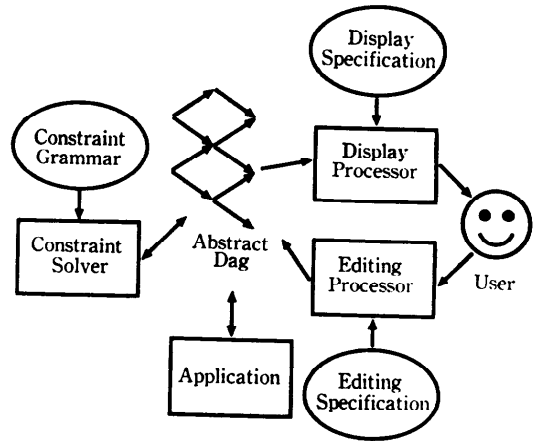 Display
Specification
Constraint
Grammar
Display
Processor
Constraint
Solver
Abstract
Dag
Editing
Processor
User
Application
Editing
Specification